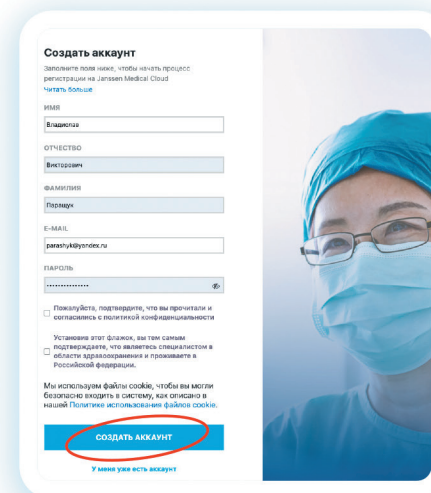 Создать аккаунт
Заполните поля ниже, чтобы начать процесс
регистрации на Janssen Medical Cloud
Читать больше
ИМЯ
Владислав
ОТЧЕСТВО
Викторович
ФАМИЛИЯ
Паращук
E-MAIL
parashyk@yandex.ru
ПАРОЛЬ
Пожалуйста, подтвердите, что вы прочитали и
согласились с политикой конфиденциальности
Установив этот флажок, вы тем самым
подтверждаете, что являетесь специалистом в
области здравоохранения и проживаете в
Российской федерации.
Мы используем файлы cookie, чтобы вы могли
безопасно входить в систему, как описано в
нашей Политике использования файлов cookie.
СОЗДАТЬ АККАУНТ
У меня уже есть аккаунт